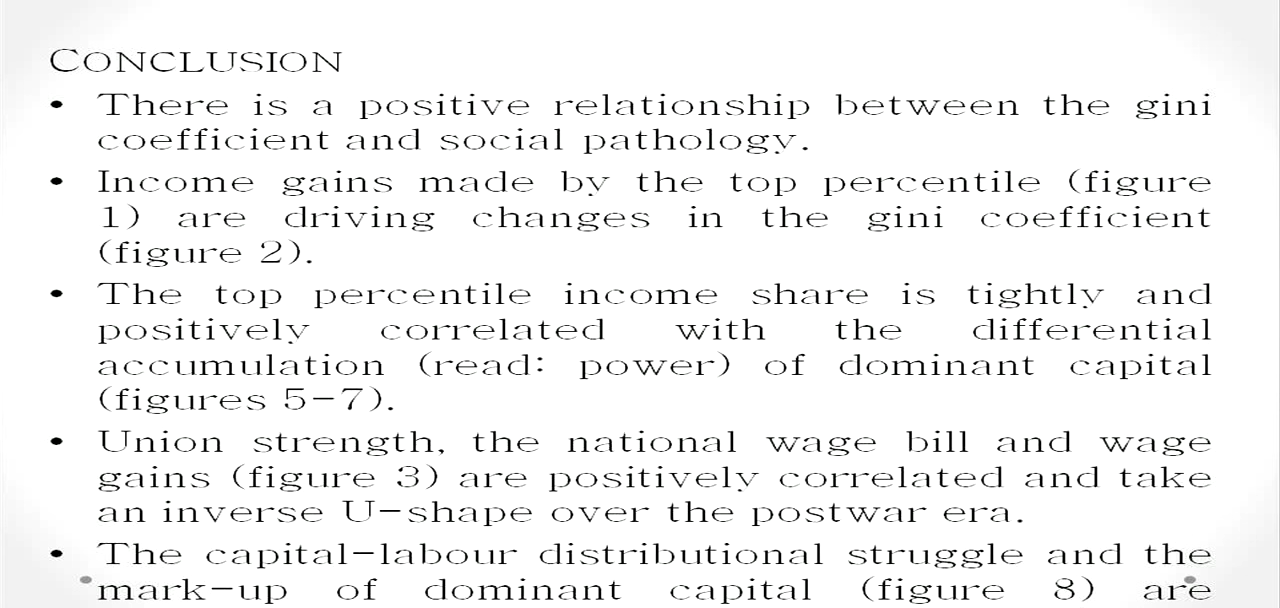 CONCLUSION
• There is a positive relationship between the gini
coefficient and social pathology.
• Income gains made by the top percentile (figure
1) are driving changes in the gini coefficient
(figure 2).
• The top percentile income share is tightly and
positively correlated with the differential
accumulation (read: power) of dominant capital
(figures 5-7).
• Union strength, the national wage bill and wage
gains (figure 3) are positively correlated and take
an inverse U-shape over the postwar era.
• The capital-labour distributional struggle and the
mark-up of dominant capital (figure 8) are